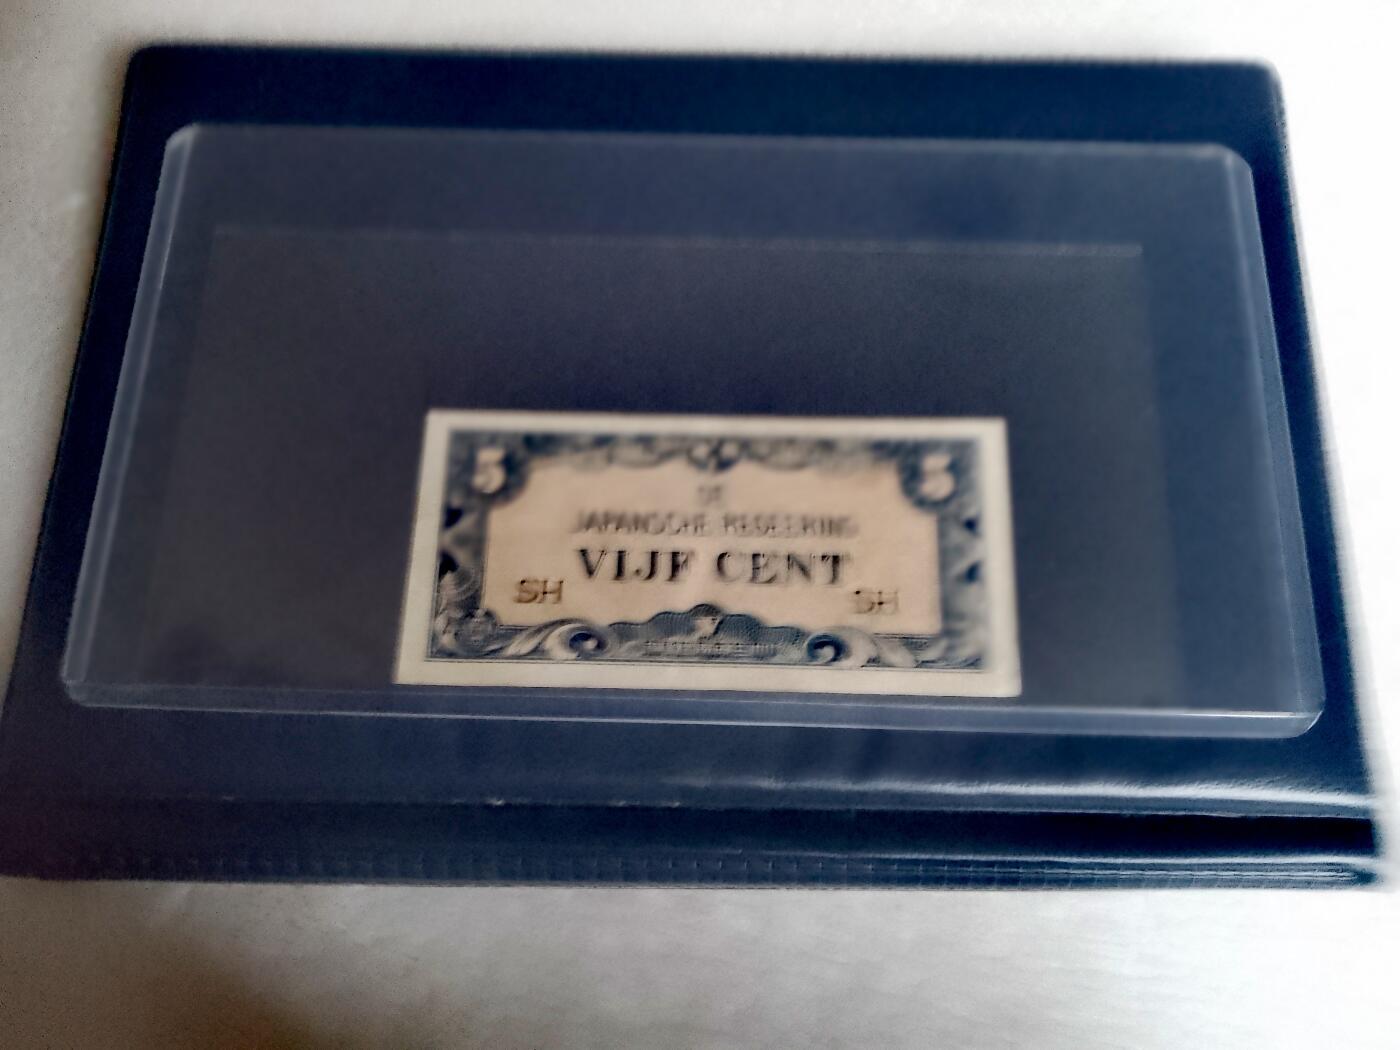 5 5
DE
JAPANSCHE REGEERING
VIJF CENT
SH SH